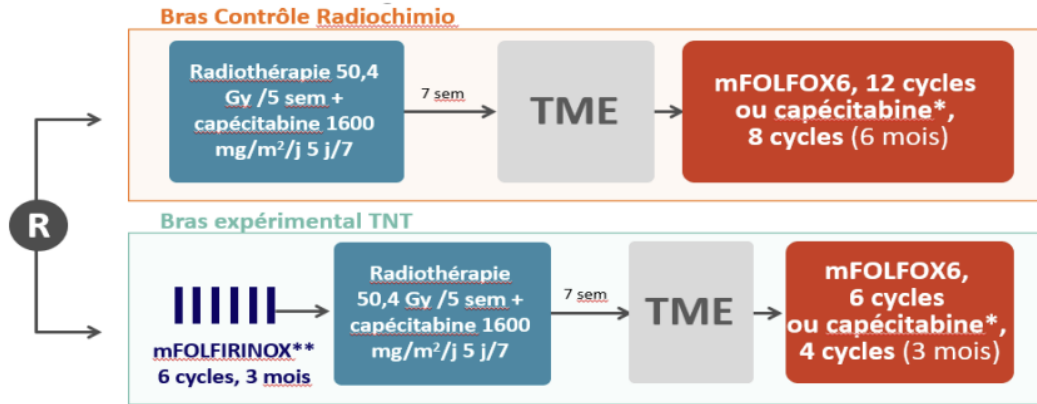 Bras Contrôle Radiochimio
Radiothérapie 50,4
Gy /5 sem +
capécitabine 1600
mg/m²/j 5 j/7
7 sem
TME
mFOLFOX6, 12 cycles
ou capécitabine*,
8 cycles (6 mois)
R
Bras expérimental TNT
mFOLFIRINOX**
6 cycles, 3 mois
Radiothérapie
50,4 Gy /5 sem +
capécitabine 1600
mg/m²/j 5 j/7
7 sem
TME
mFOLFOX6,
6 cycles
ou capécitabine*,
4 cycles (3 mois)